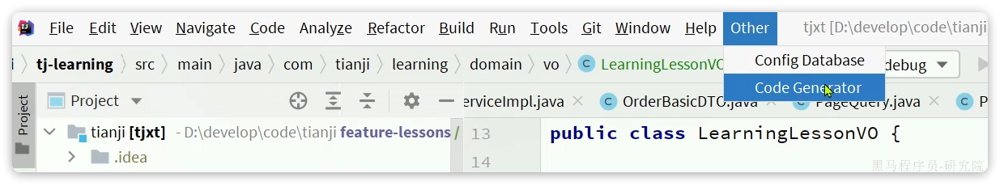 File Edit View Navigate Code Analyze Refactor Build Run Tools Git Window Help Other tjxt [D:\develop\code\tianji
tj-learning src main java com tianji learning domain vo C LearningLessonVO debug
Config Database
Code Generator
Project
Project
erviceImpl.java C OrderBasicDTO.java C PageQuery.java C P
tianji [tjxt] - D:\develop\code\tianji feature-lessons /
.idea
13 public class LearningLessonVO {
14
黑马程序员-研究院